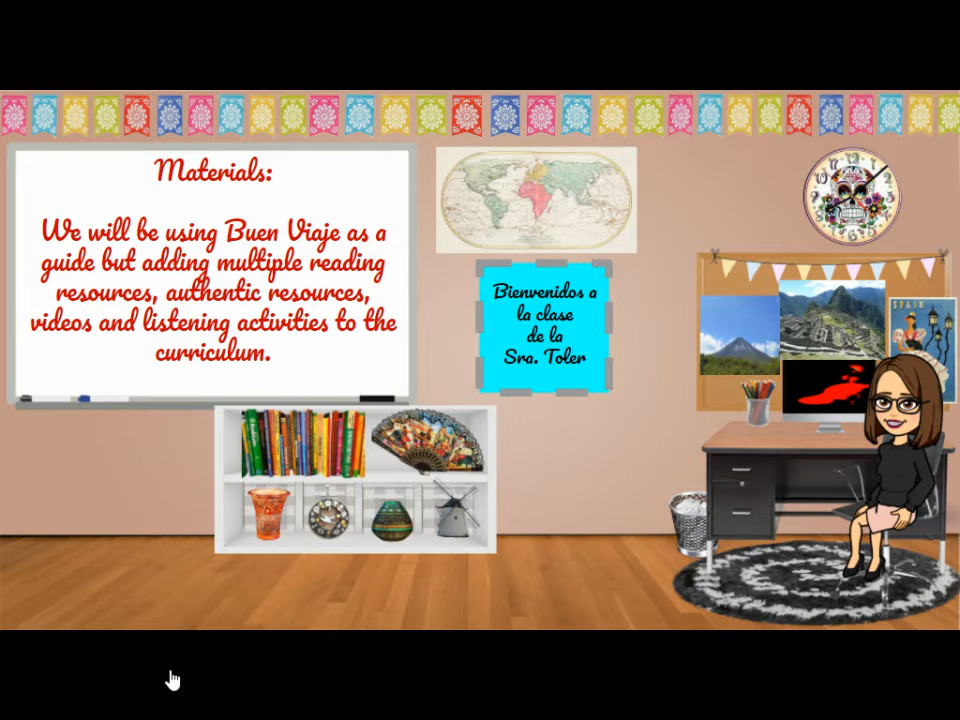 Materials:
We will be using Buen Viaje as a
guide but adding multiple reading
resources, authentic resources,
videos and listening activities to the
curriculum.
Bienvenidos a
la clase
de la
Sra. Toler
SPAIN